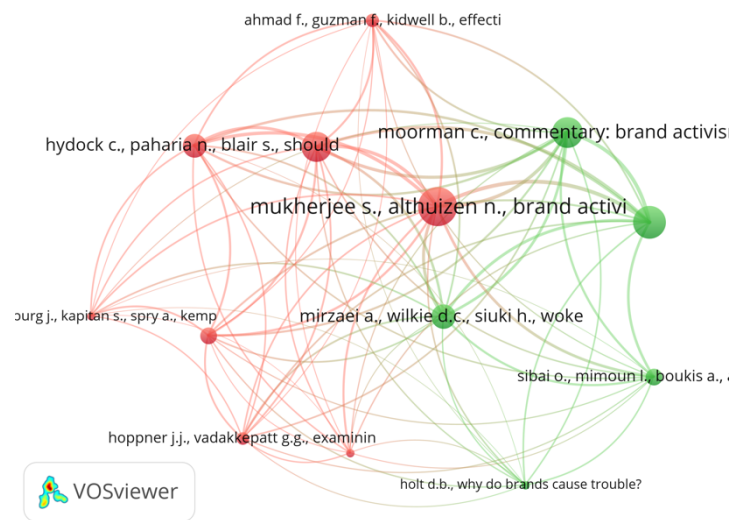 ahmad f., guzman f., kidwell b., effecti
moorman c., commentary: brand activis
hydock c., paharia n., blair s., should
mukherjee s., althuizen n., brand activi
ourg j., kapitan s., spry a., kemp
mirzaei a., wilkie d.c., siuki h., woke
sibai o., mimoun l., boukis a.,
hoppner j.j., vadakkepatt g.g., examinin
holt d.b., why do brands cause trouble?
VOSviewer